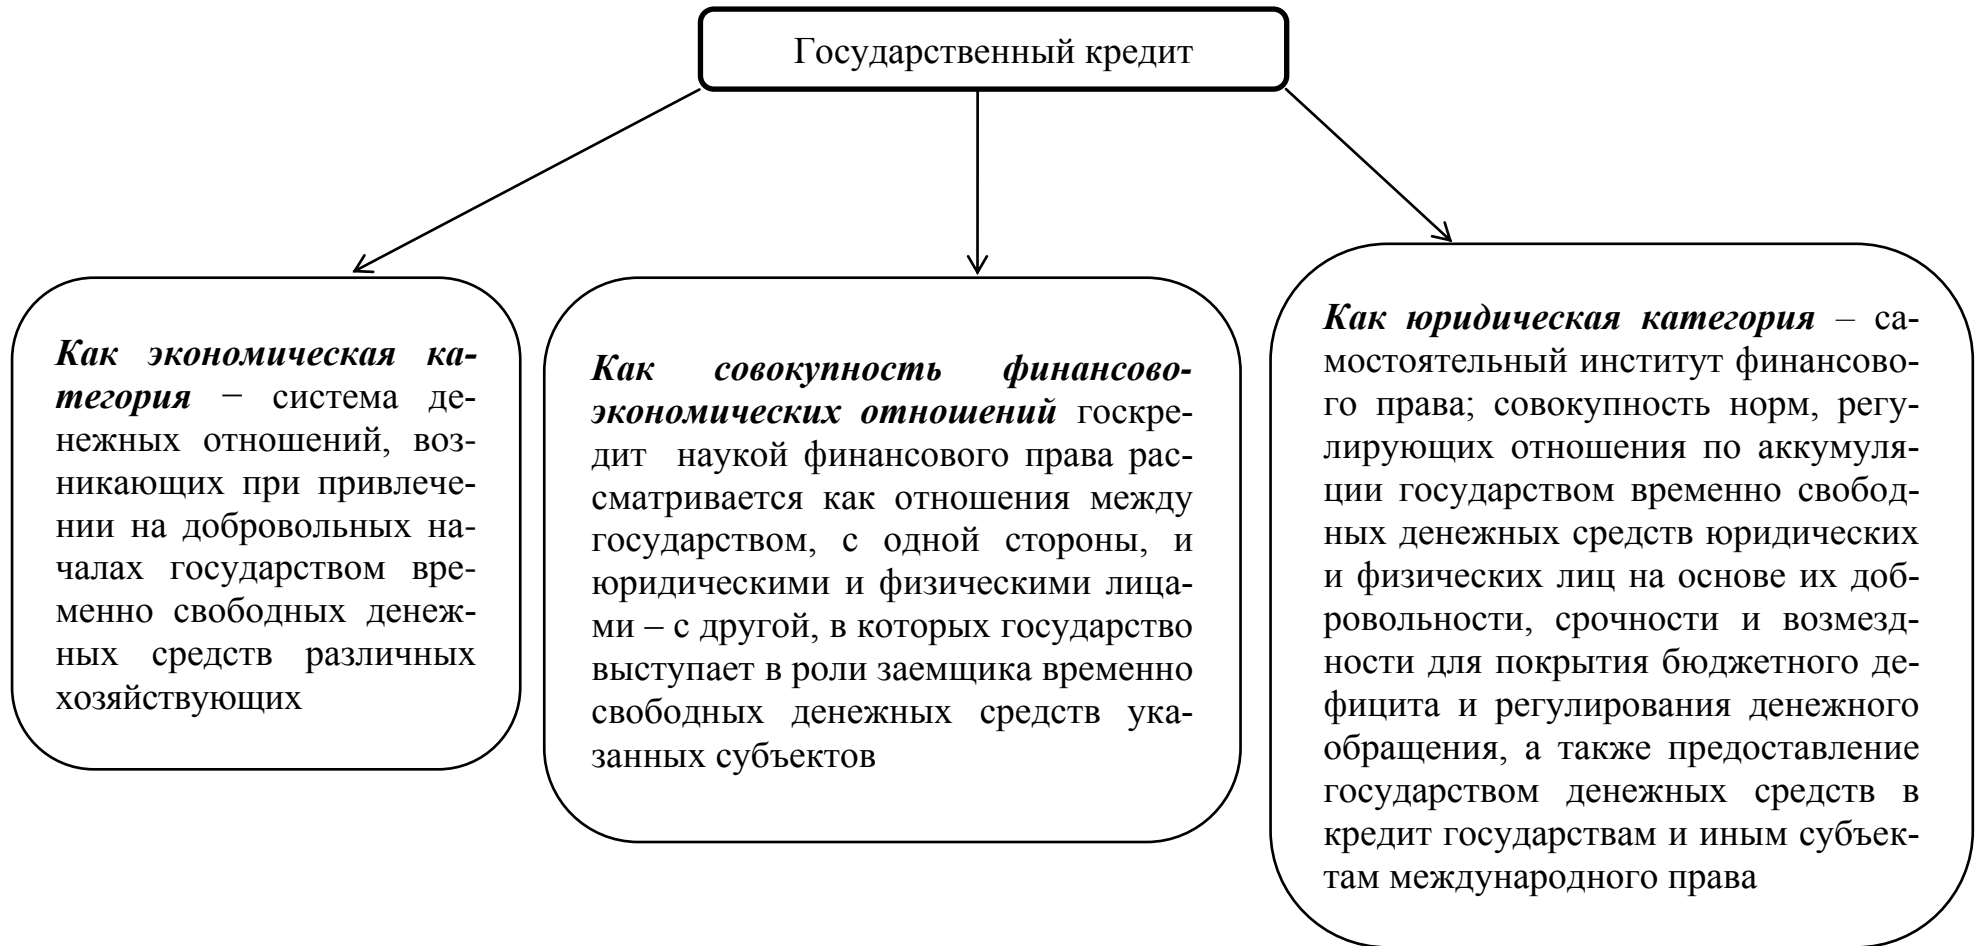 Государственный кредит
Как экономическая ка-
тегория − система де-
нежных отношений, воз-
никающих при привлече-
нии на добровольных на-
чалах государством вре-
менно свободных денеж-
ных средств различных
хозяйствующих
Как совокупность финансово-
экономических отношений госкре-
дит наукой финансового права рас-
сматривается как отношения между
государством, с одной стороны, и
юридическими и физическими лица-
ми – с другой, в которых государство
выступает в роли заемщика временно
свободных денежных средств ука-
занных субъектов
Как юридическая категория – са-
мостоятельный институт финансово-
го права; совокупность норм, регу-
лирующих отношения по аккумуля-
ции государством временно свобод-
ных денежных средств юридических
и физических лиц на основе их доб-
ровольности, срочности и возмезд-
ности для покрытия бюджетного де-
фицита и регулирования денежного
обращения, а также предоставление
государством денежных средств в
кредит государствам и иным субъек-
там международного права